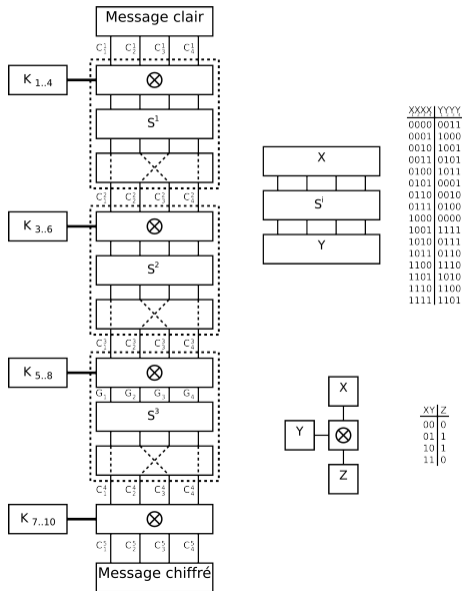 Message clair
C₁¹ C₂¹ C₃¹ C₄¹
K 1..4
⊗
S¹
C₁² C₂² C₃² C₄²
K 3..6
⊗
S²
C₁³ C₂³ C₃³ C₄³
K 5..8
⊗
G₁ G₂ G₃ G₄
S³
C₁⁴ C₂⁴ C₃⁴ C₄⁴
K 7..10
⊗
C₁⁵ C₂⁵ C₃⁵ C₄⁵
Message chiffré
X
Sⁱ
Y
XXXX YYYY
0000 0011
0001 1000
0010 1001
0011 0101
0100 1011
0101 0001
0110 0010
0111 0100
1000 0000
1001 1111
1010 0111
1011 0110
1100 1110
1101 1010
1110 1100
1111 1101
X
Y ⊗
Z
XY Z
00 0
01 1
10 1
11 0